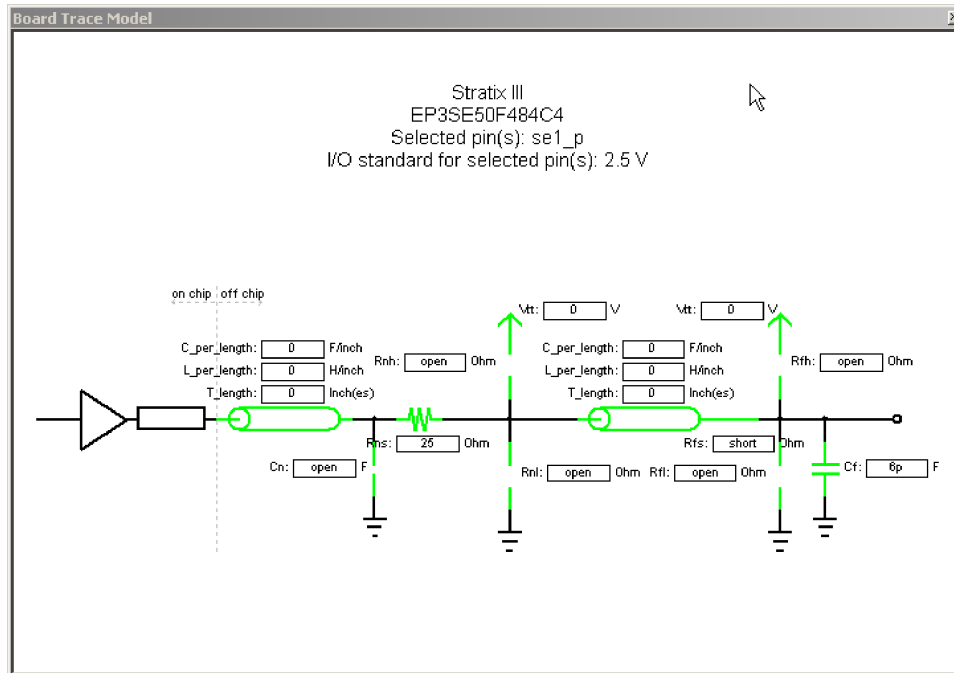 Board Trace Model
Stratix III
EP3SE50F484C4
Selected pin(s): se1_p
I/O standard for selected pin(s): 2.5 V
on chip off chip
Vtt: 0 V Vtt: 0 V
C_per_length: 0 F/inch C_per_length: 0 F/inch
Rnh: open Ohm Rfh: open Ohm
L_per_length: 0 H/inch L_per_length: 0 H/inch
T_length: 0 Inch(es) T_length: 0 Inch(es)
Rns: 25 Ohm Rfs: short Ohm
Cn: open F Rnl: open Ohm Rfl: open Ohm Cf: 6p F